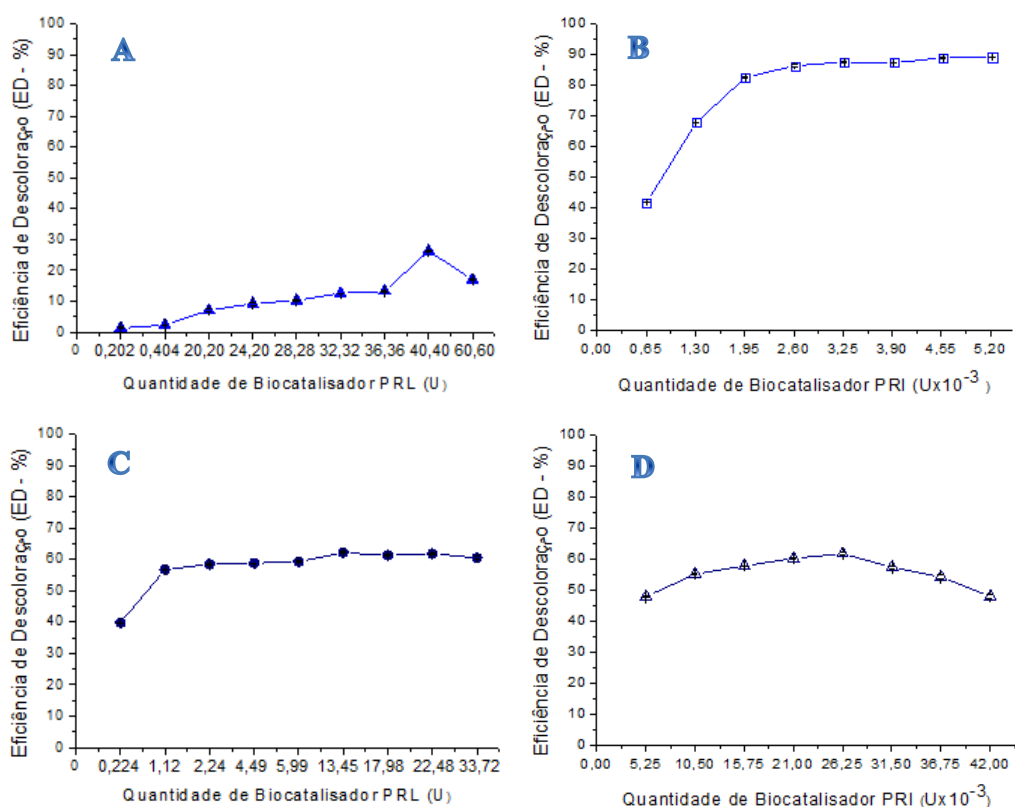 A
Eficiência de Descoloração (ED - %)
100
90
80
70
60
50
40
30
20
10
0
0 0,202 0,404 20,20 24,20 28,28 32,32 36,36 40,40 60,60
Quantidade de Biocatalisador PRL (U)
B
Eficiência de Descoloração (ED - %)
100
90
80
70
60
50
40
30
20
10
0
0,00 0,65 1,30 1,95 2,60 3,25 3,90 4,55 5,20
Quantidade de Biocatalisador PRI (Ux10⁻³)
C
Eficiência de Descoloração (ED - %)
100
90
80
70
60
50
40
30
20
10
0
0 0,224 1,12 2,24 4,49 5,99 13,45 17,98 22,48 33,72
Quantidade de Biocatalisador PRL (U)
D
Eficiência de Descoloração (ED - %)
100
90
80
70
60
50
40
30
20
10
0
0,00 5,25 10,50 15,75 21,00 26,25 31,50 36,75 42,00
Quantidade de Biocatalisador PRI (Ux10⁻³)